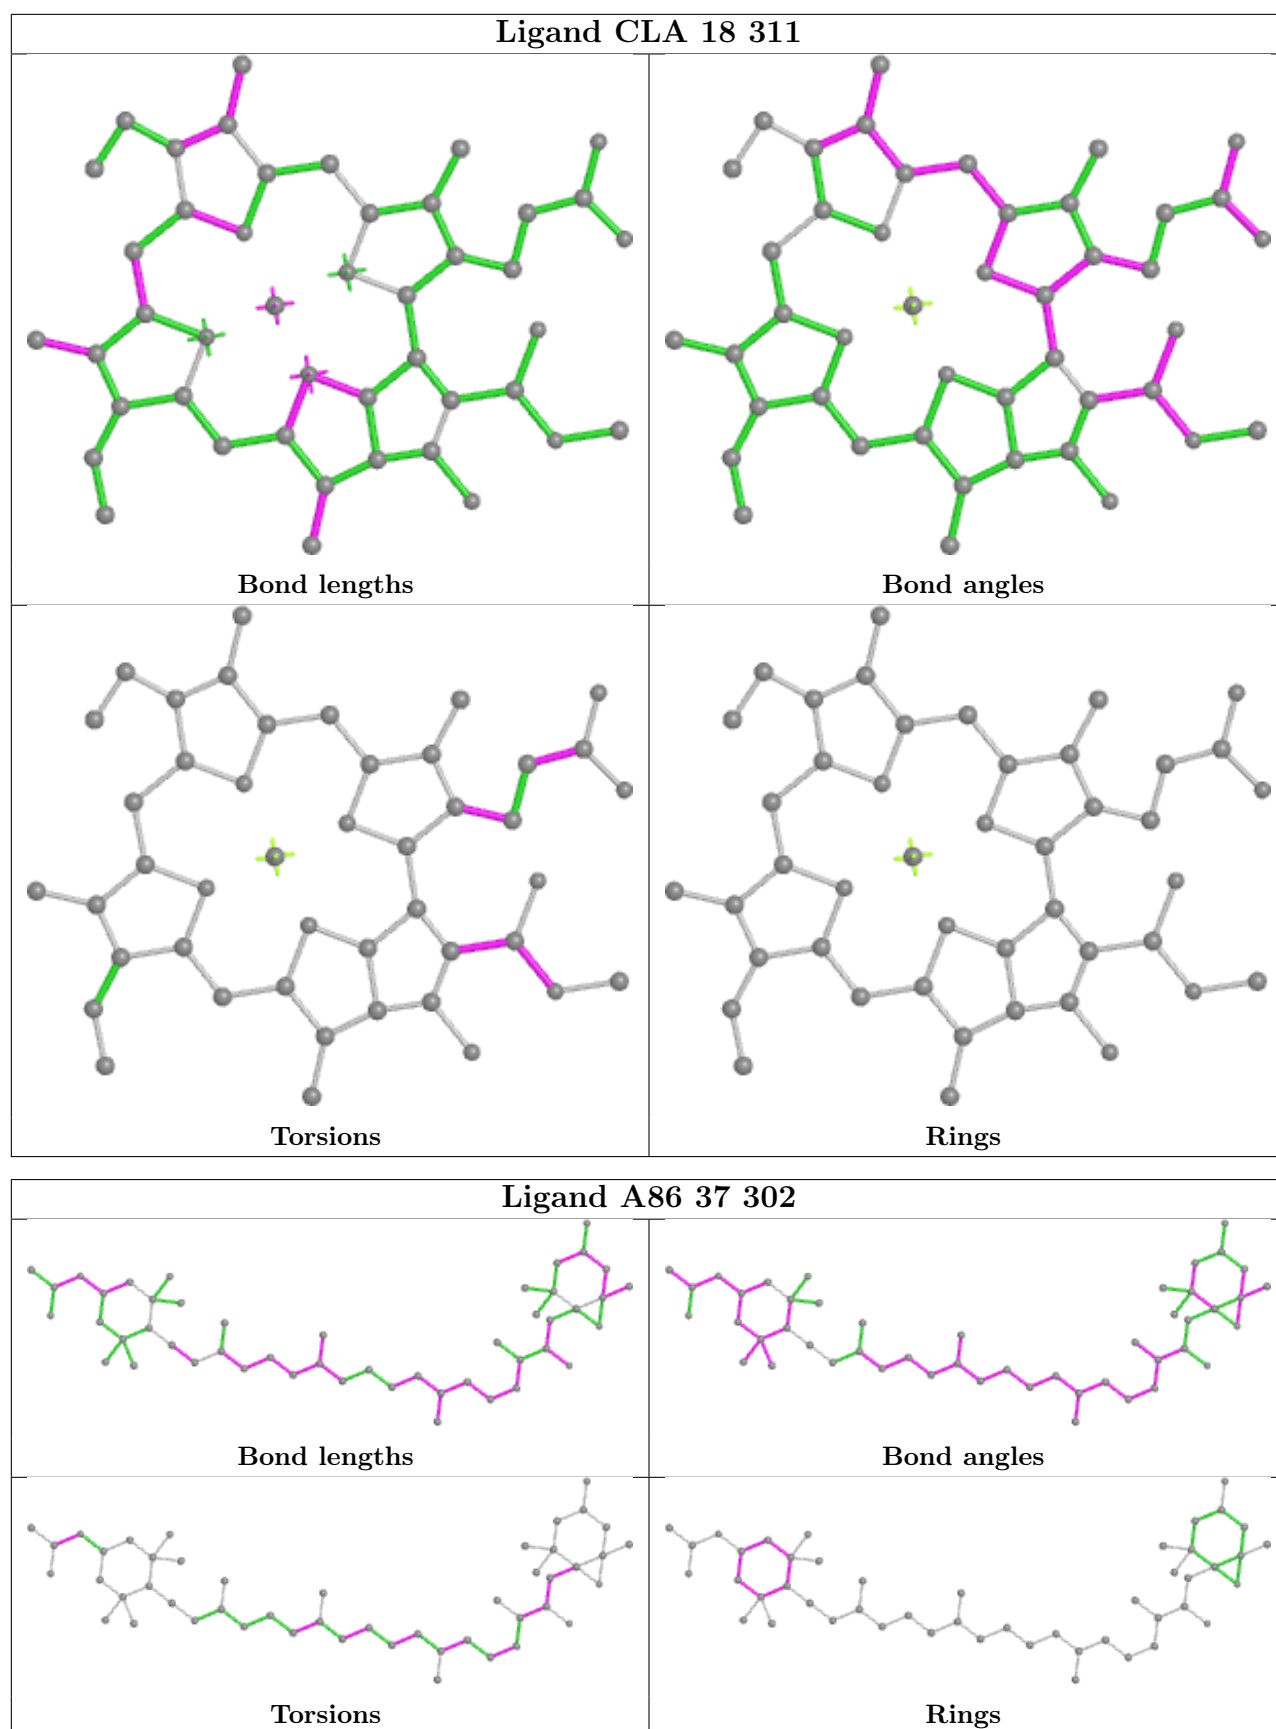 Ligand CLA 18 311
Bond lengths
Bond angles
Torsions
Rings
Ligand A86 37 302
Bond lengths
Bond angles
Torsions
Rings